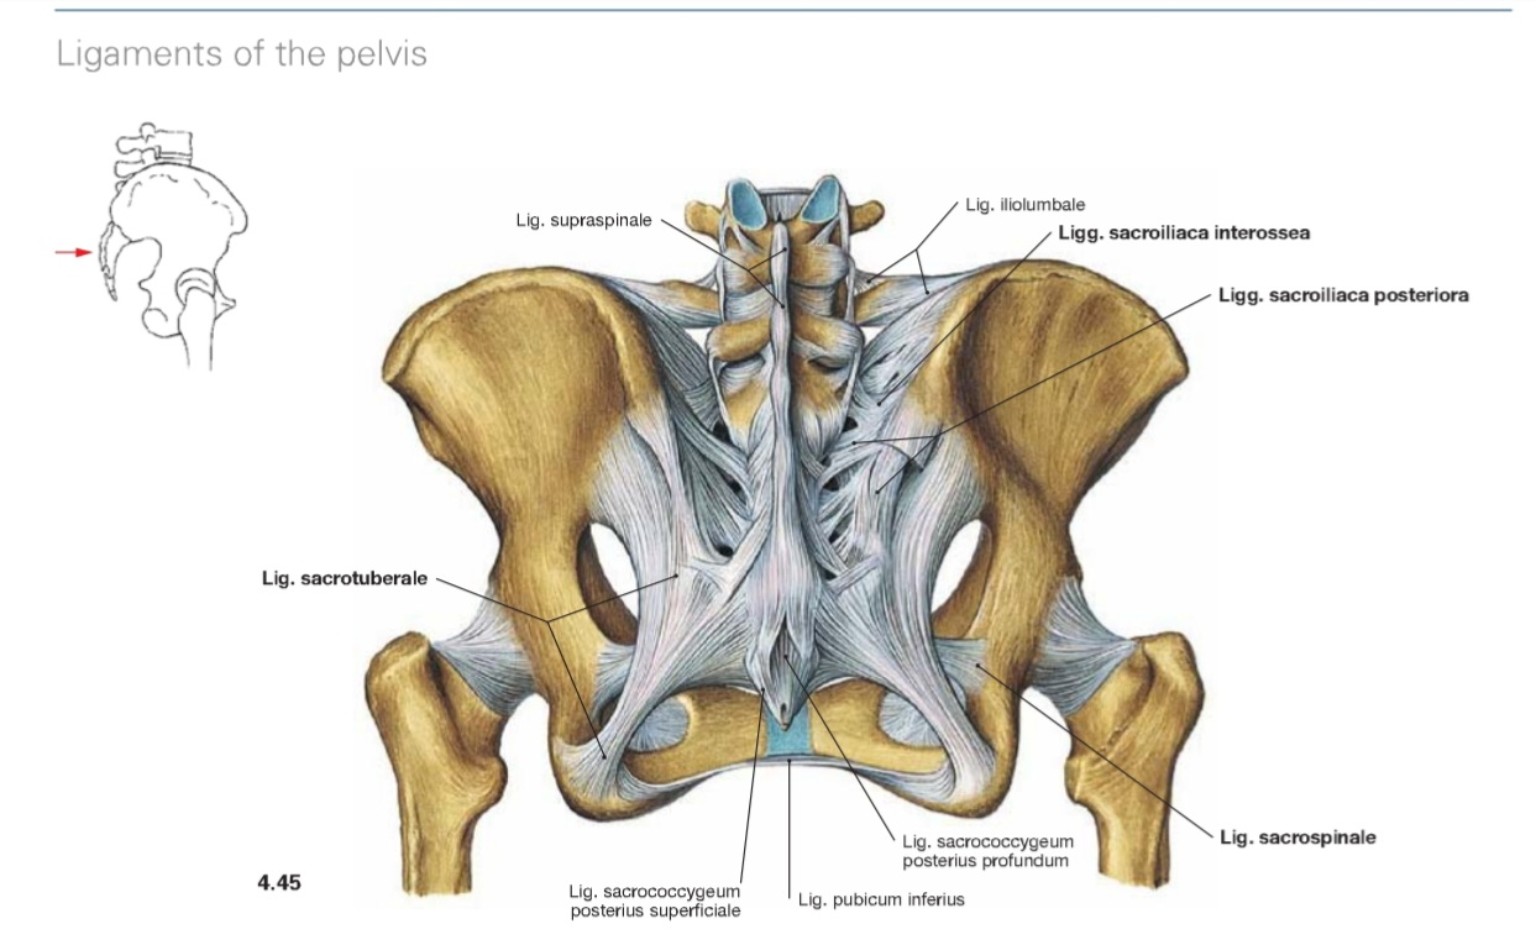 Ligaments of the pelvis
Lig. supraspinale
Lig. iliolumbale
Ligg. sacroiliaca interossea
Ligg. sacroiliaca posteriora
Lig. sacrotuberale
Lig. sacrospinale
Lig. sacrococcygeum
posterius profundum
4.45
Lig. sacrococcygeum
posterius superficiale
Lig. pubicum inferius